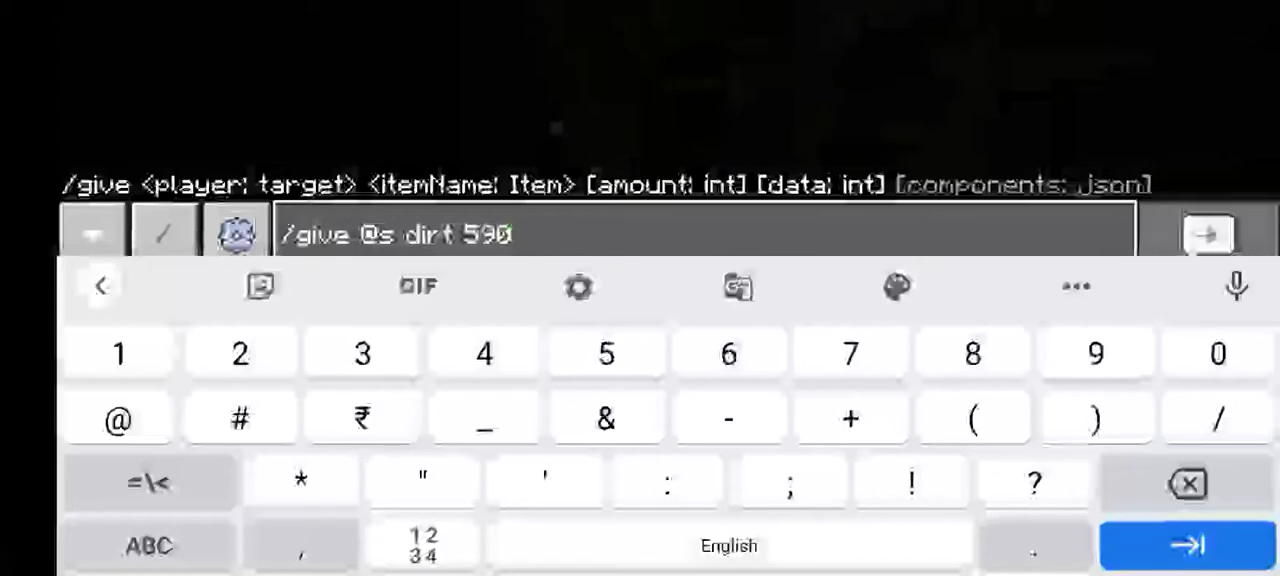 /give <player: target> <itemName: Item> [amount: int] [data: int] [components: json]
/
/give @s dirt 590
GIF
1 2 3 4 5 6 7 8 9 0
@ # ₹ _ & - + ( ) /
=\< * " ' : ; ! ?
ABC , 12 English .
34